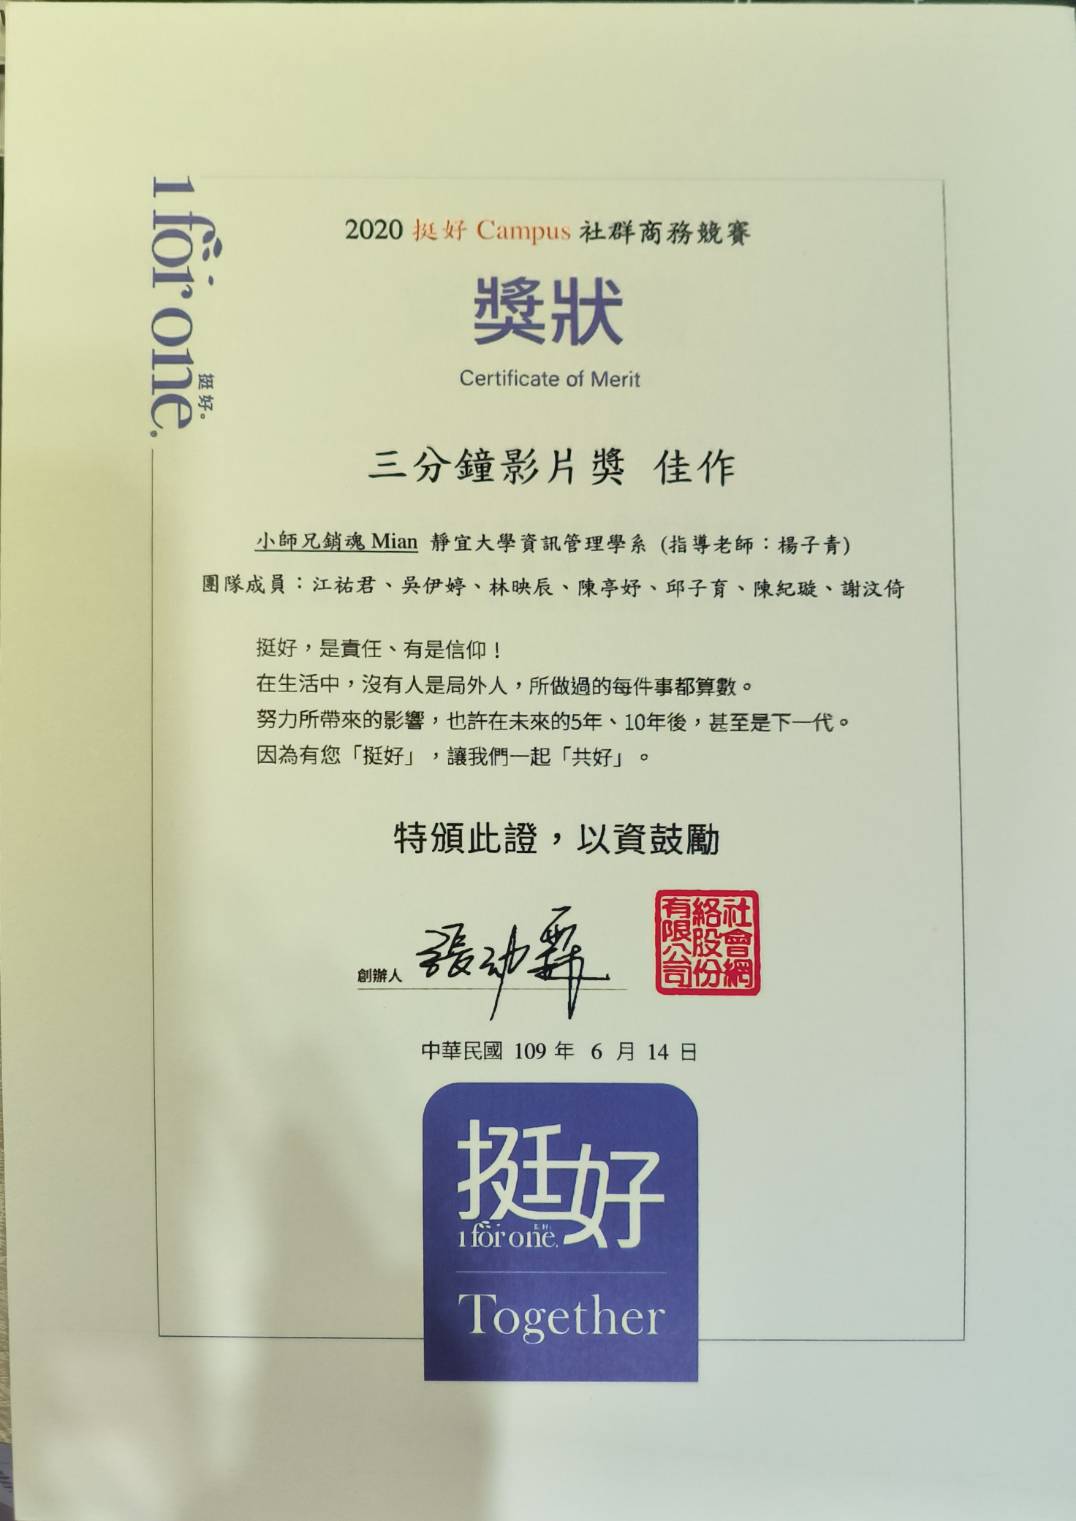 1 for one.
挺好。
2020 挺好 Campus 社群商務競賽
獎狀
Certificate of Merit
三分鐘影片獎 佳作
小師兄銷魂 Mian 靜宜大學資訊管理學系 (指導老師：楊子青)
團隊成員：江祐君、吳伊婷、林映辰、陳亭妤、邱子育、陳紀璇、謝汶倚
挺好，是責任、有是信仰！
在生活中，沒有人是局外人，所做過的每件事都算數。
努力所帶來的影響，也許在未來的5年、10年後，甚至是下一代。
因為有您「挺好」，讓我們一起「共好」。
特頒此證，以資鼓勵
創辦人
社會網絡股份有限公司
中華民國 109 年 6 月 14 日
挺好
1 for one.
Together